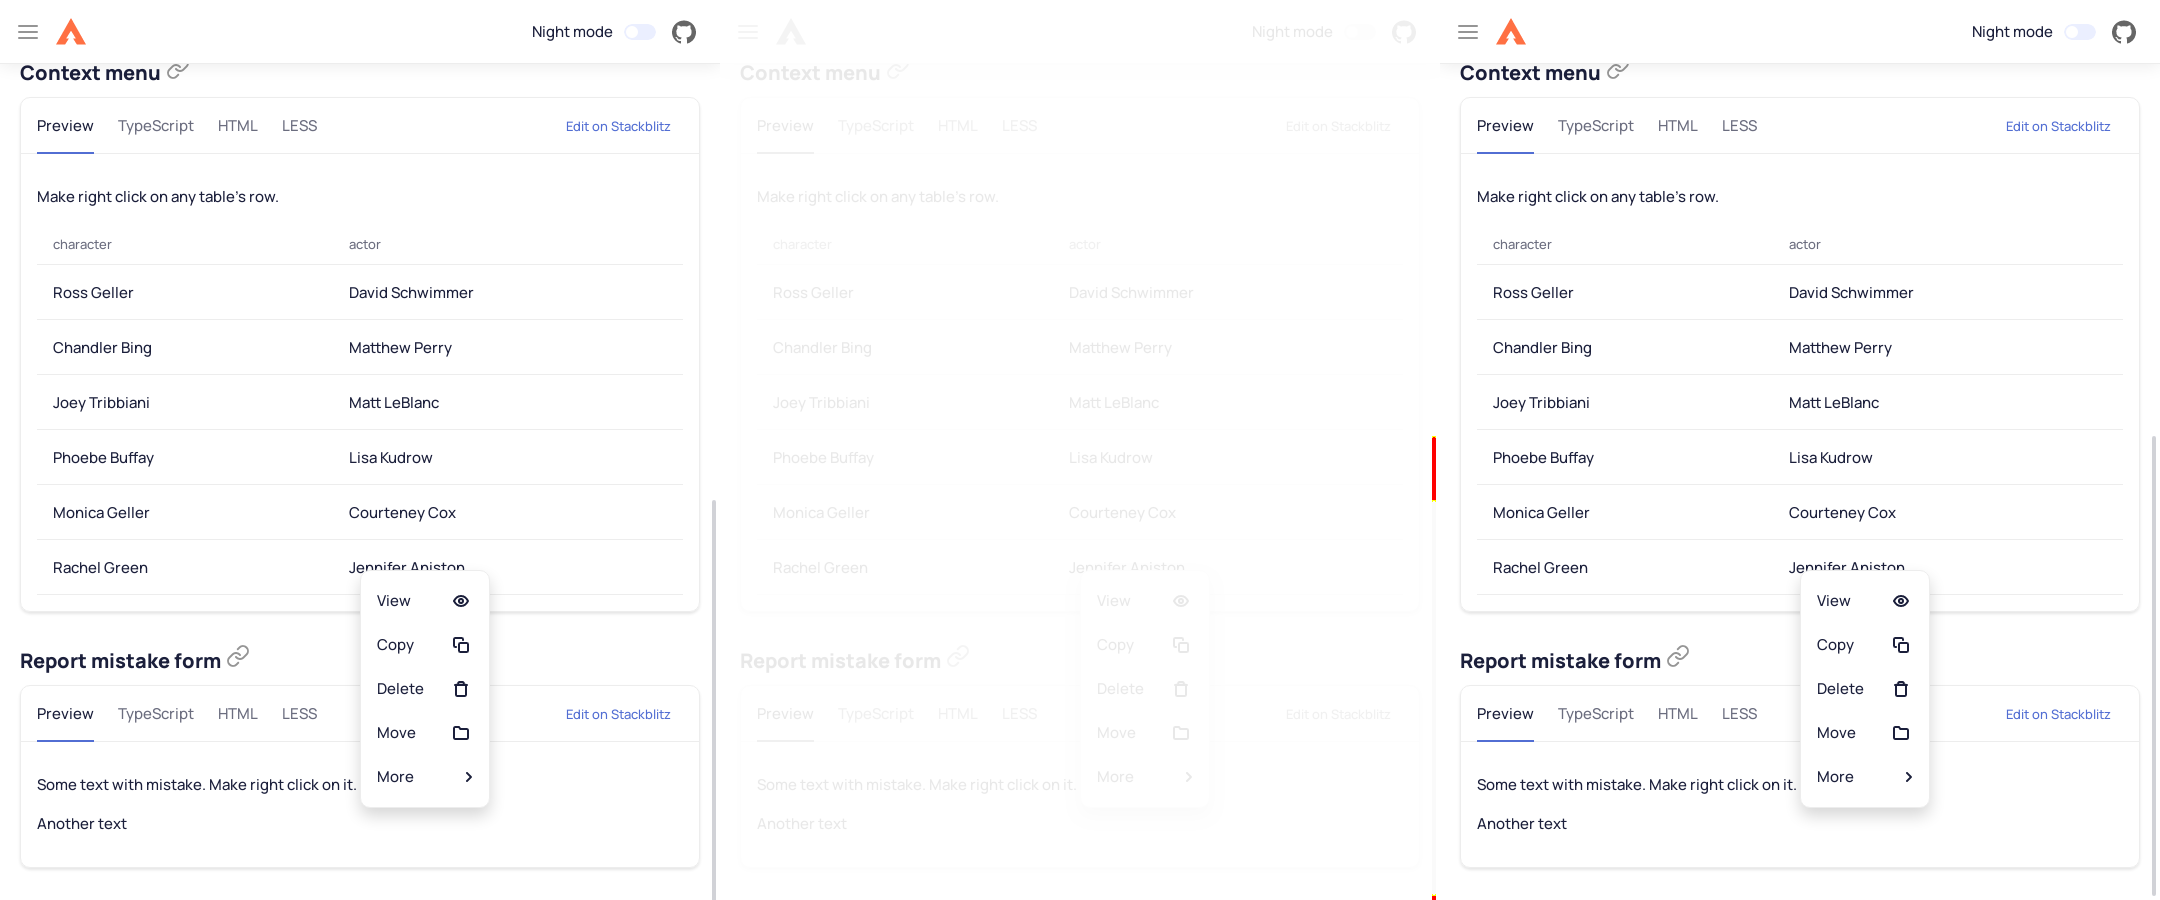 Night mode
Context menu
Preview TypeScript HTML LESS Edit on Stackblitz
Make right click on any table's row.
character actor
Ross Geller David Schwimmer
Chandler Bing Matthew Perry
Joey Tribbiani Matt LeBlanc
Phoebe Buffay Lisa Kudrow
Monica Geller Courteney Cox
Rachel Green Jennifer Aniston
View
Copy
Delete
Move
More
Report mistake form
Preview TypeScript HTML LESS Edit on Stackblitz
Some text with mistake. Make right click on it.
Another text
Night mode
Context menu
Preview TypeScript HTML LESS Edit on Stackblitz
Make right click on any table's row.
character actor
Ross Geller David Schwimmer
Chandler Bing Matthew Perry
Joey Tribbiani Matt LeBlanc
Phoebe Buffay Lisa Kudrow
Monica Geller Courteney Cox
Rachel Green Jennifer Aniston
View
Copy
Delete
Move
More
Report mistake form
Preview TypeScript HTML LESS Edit on Stackblitz
Some text with mistake. Make right click on it.
Another text
Night mode
Context menu
Preview TypeScript HTML LESS Edit on Stackblitz
Make right click on any table's row.
character actor
Ross Geller David Schwimmer
Chandler Bing Matthew Perry
Joey Tribbiani Matt LeBlanc
Phoebe Buffay Lisa Kudrow
Monica Geller Courteney Cox
Rachel Green Jennifer Aniston
View
Copy
Delete
Move
More
Report mistake form
Preview TypeScript HTML LESS Edit on Stackblitz
Some text with mistake. Make right click on it.
Another text